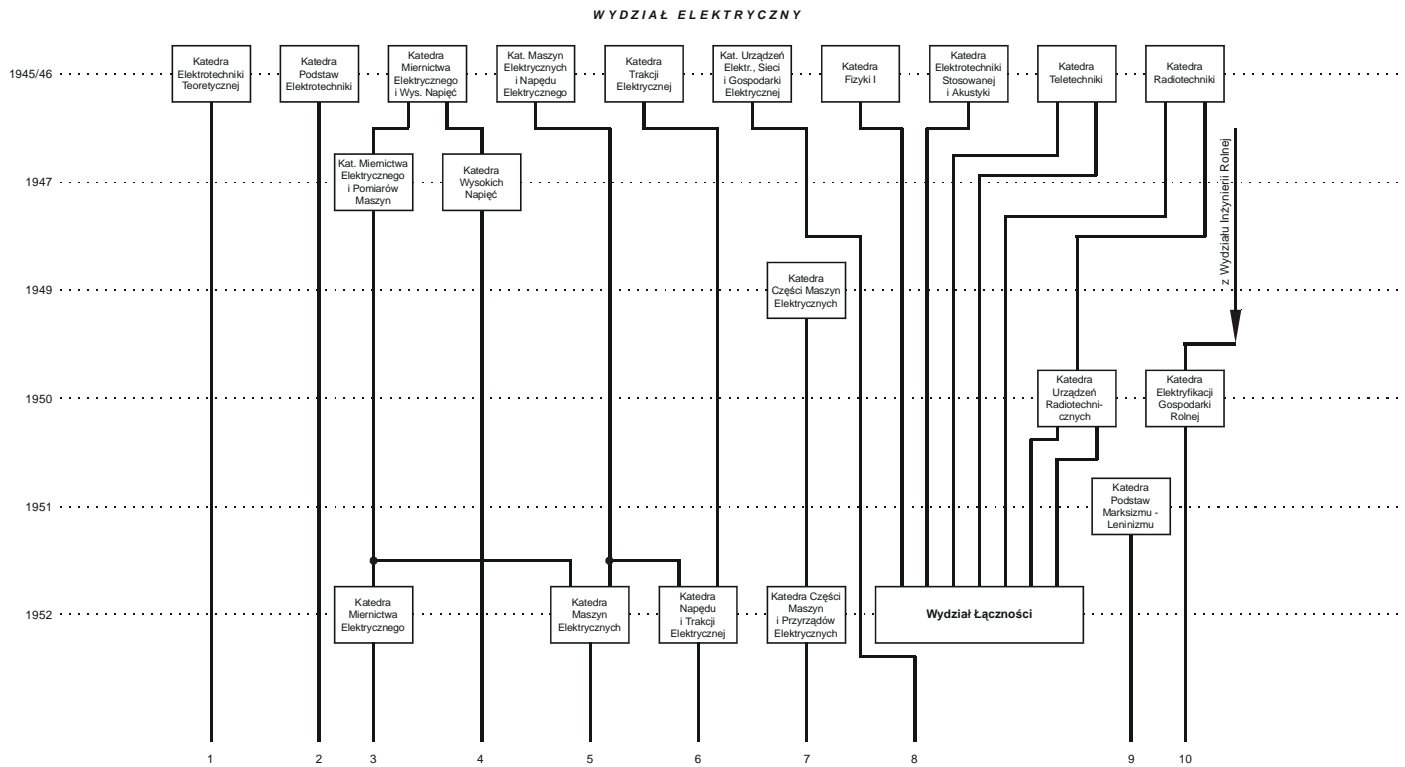 WYDZIAŁ ELEKTRYCZNY
1945/46
Katedra
Elektrotechniki
Teoretycznej
Katedra
Podstaw
Elektrotechniki
Katedra
Miernictwa
Elektrycznego
i Wys. Napięć
Kat. Maszyn
Elektrycznych
i Napędu
Elektrycznego
Katedra
Trakcji
Elektrycznej
Kat. Urządzeń
Elektr., Sieci
i Gospodarki
Elektrycznej
Katedra
Fizyki I
Katedra
Elektrotechniki
Stosowanej
i Akustyki
Katedra
Teletechniki
Katedra
Radiotechniki
1947
Kat. Miernictwa
Elektrycznego
i Pomiarów
Maszyn
Katedra
Wysokich
Napięć
z Wydziału Inżynierii Rolnej
1949
Katedra
Części Maszyn
Elektrycznych
1950
Katedra
Urządzeń
Radiotechni-
cznych
Katedra
Elektryfikacji
Gospodarki
Rolnej
1951
Katedra
Podstaw
Marksizmu -
Leninizmu
1952
Katedra
Miernictwa
Elektrycznego
Katedra
Maszyn
Elektrycznych
Katedra
Napędu
i Trakcji
Elektrycznej
Katedra Części
Maszyn
i Przyrządów
Elektrycznych
Wydział Łączności
1 2 3 4 5 6 7 8 9 10